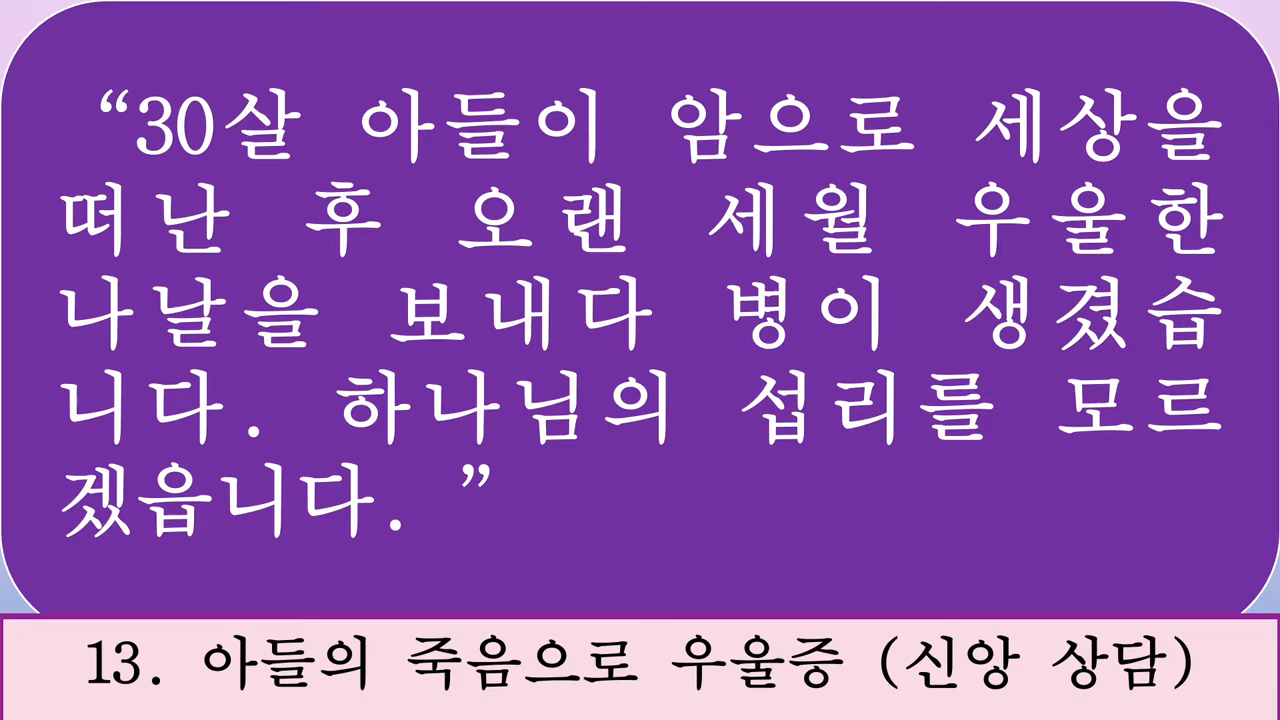 “30살 아들이 암으로 세상을
떠난 후 오랜 세월 우울한
나날을 보내다 병이 생겼습
니다. 하나님의 섭리를 모르
겠읍니다. ”
13. 아들의 죽음으로 우울증 (신앙 상담)